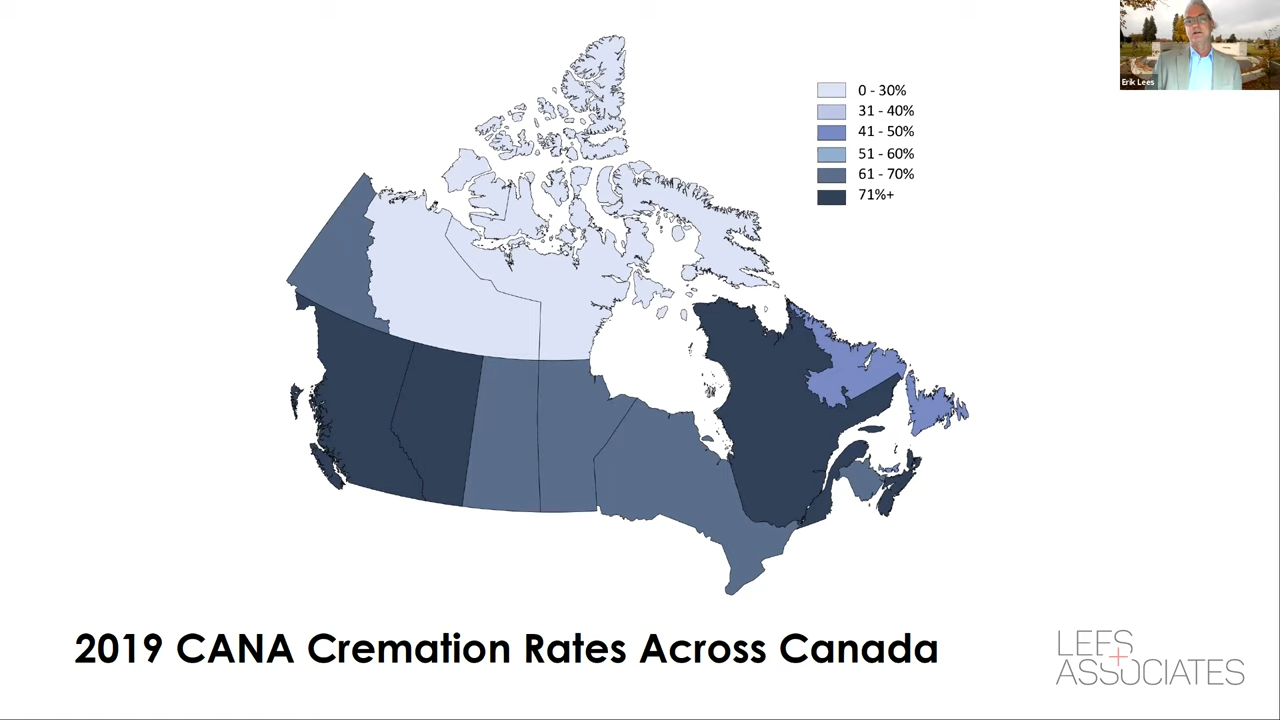 Erik Lees
0 - 30%
31 - 40%
41 - 50%
51 - 60%
61 - 70%
71%+
2019 CANA Cremation Rates Across Canada
LEES
+
ASSOCIATES